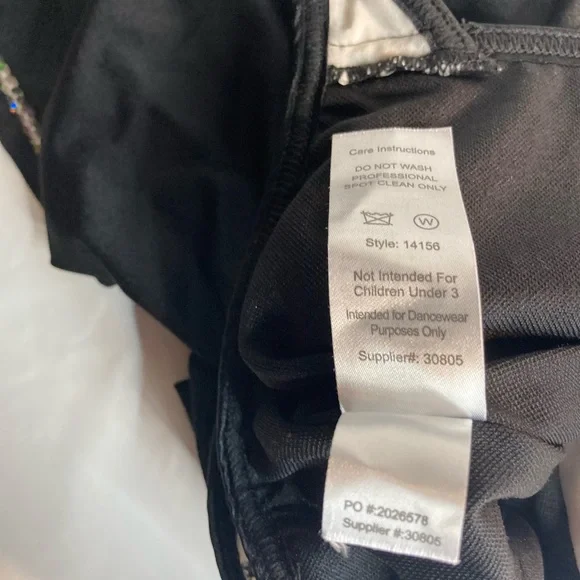 Care Instructions
DO NOT WASH
PROFESSIONAL
SPOT CLEAN ONLY
W
Style: 14156
Not Intended For
Children Under 3
Intended for Dancewear
Purposes Only
Supplier#: 30805
PO #:2026578
Supplier #:30805